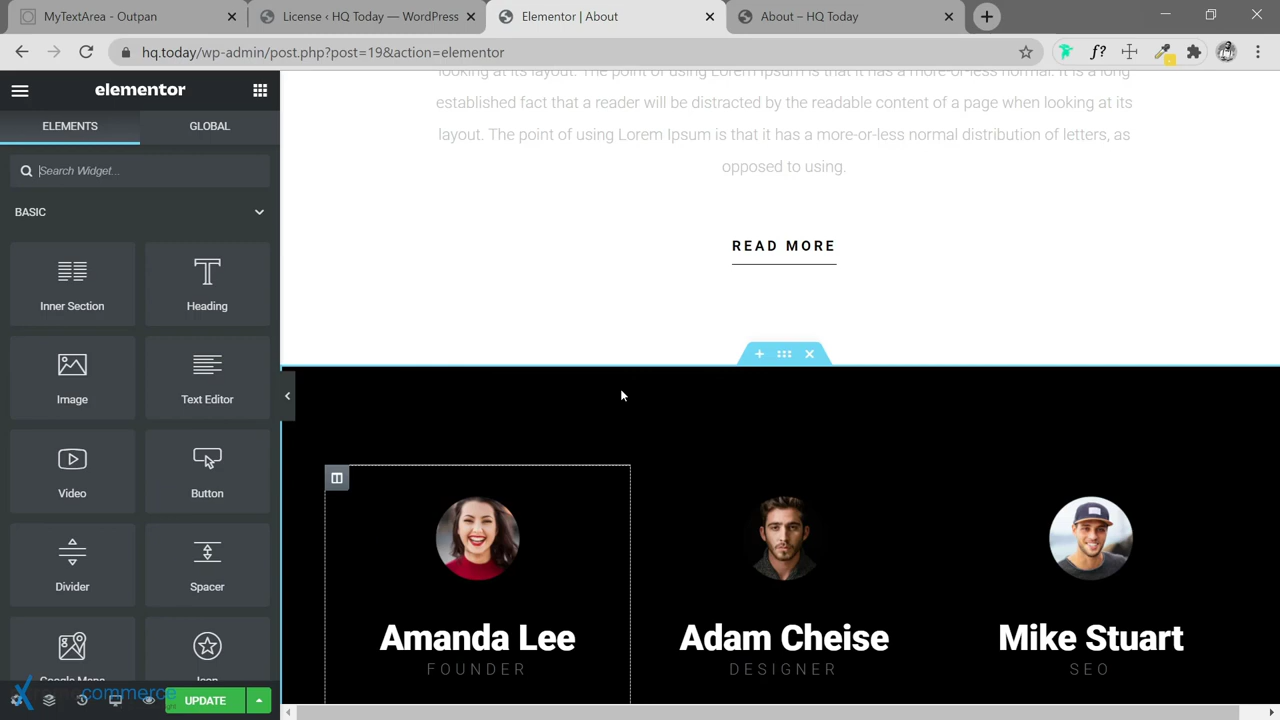 MyTextArea - Outpan
License ‹ HQ Today — WordPress
Elementor | About
About – HQ Today
hq.today/wp-admin/post.php?post=19&action=elementor
f?
elementor
ELEMENTS
GLOBAL
Search Widget...
BASIC
Inner Section
Heading
Image
Text Editor
Video
Button
Divider
Spacer
Google Maps
Icon
commerce
UPDATE
looking at its layout. The point of using Lorem Ipsum is that it has a more-or-less normal. It is a long
established fact that a reader will be distracted by the readable content of a page when looking at its
layout. The point of using Lorem Ipsum is that it has a more-or-less normal distribution of letters, as
opposed to using.
READ MORE
Amanda Lee
FOUNDER
Adam Cheise
DESIGNER
Mike Stuart
SEO